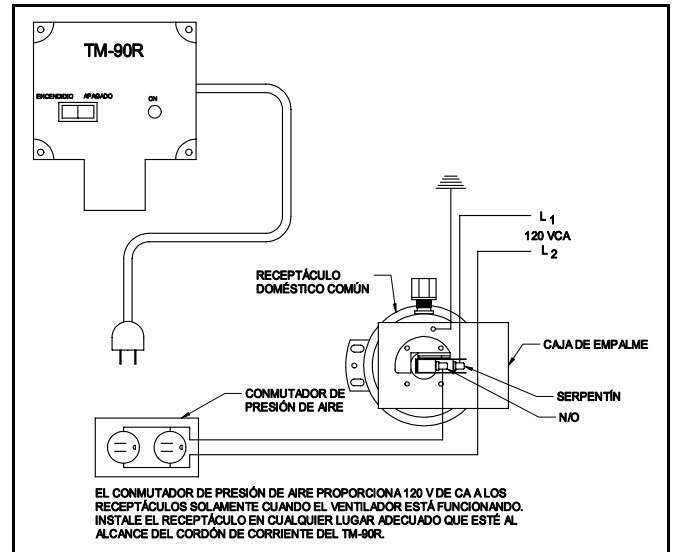 TM-90R
ENCENDIDIO APAGADO
ON
L1
120 VCA
L2
RECEPTÁCULO
DOMÉSTICO COMÚN
CAJA DE EMPALME
CONMUTADOR DE
PRESIÓN DE AIRE
SERPENTÍN
N/O
EL CONMUTADOR DE PRESIÓN DE AIRE PROPORCIONA 120 V DE CA A LOS
RECEPTÁCULOS SOLAMENTE CUANDO EL VENTILADOR ESTÁ FUNCIONANDO.
INSTALE EL RECEPTÁCULO EN CUALQUIER LUGAR ADECUADO QUE ESTÉ AL
ALCANCE DEL CORDÓN DE CORRIENTE DEL TM-90R.